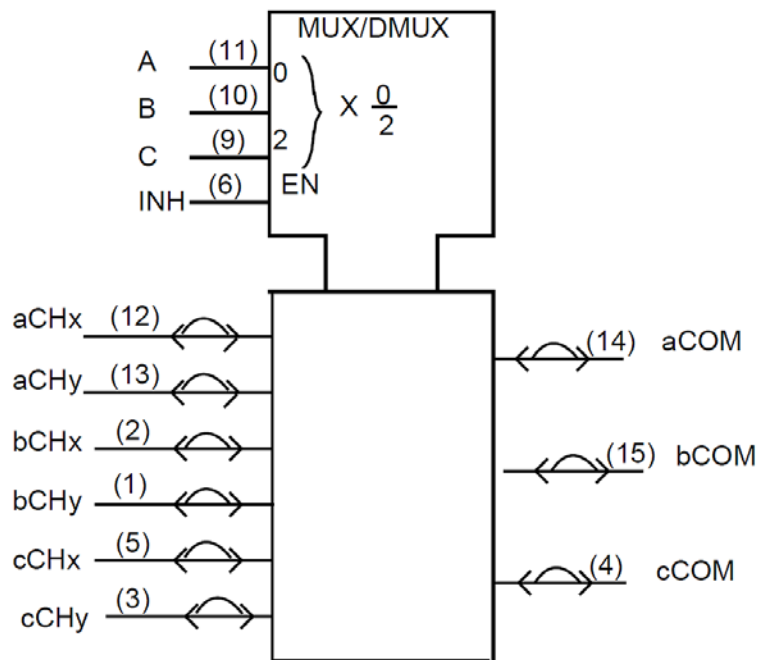 MUX/DMUX
A (11) 0
B (10) X 0/2
C (9) 2
INH (6) EN
aCHx (12)
aCHy (13)
bCHx (2)
bCHy (1)
cCHx (5)
cCHy (3)
(14) aCOM
(15) bCOM
(4) cCOM